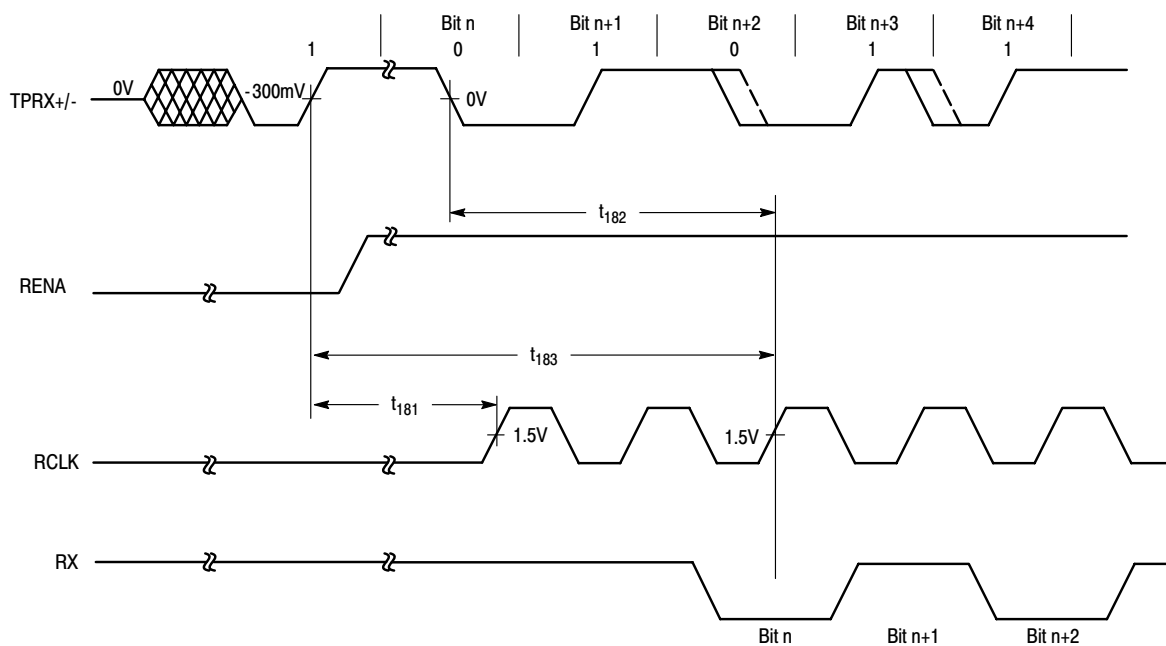 Bit n Bit n+1 Bit n+2 Bit n+3 Bit n+4
1 0 1 0 1 1
TPRX+/- 0V -300mV 0V
t182
RENA
t183
t181
RCLK 1.5V 1.5V
RX
Bit n Bit n+1 Bit n+2